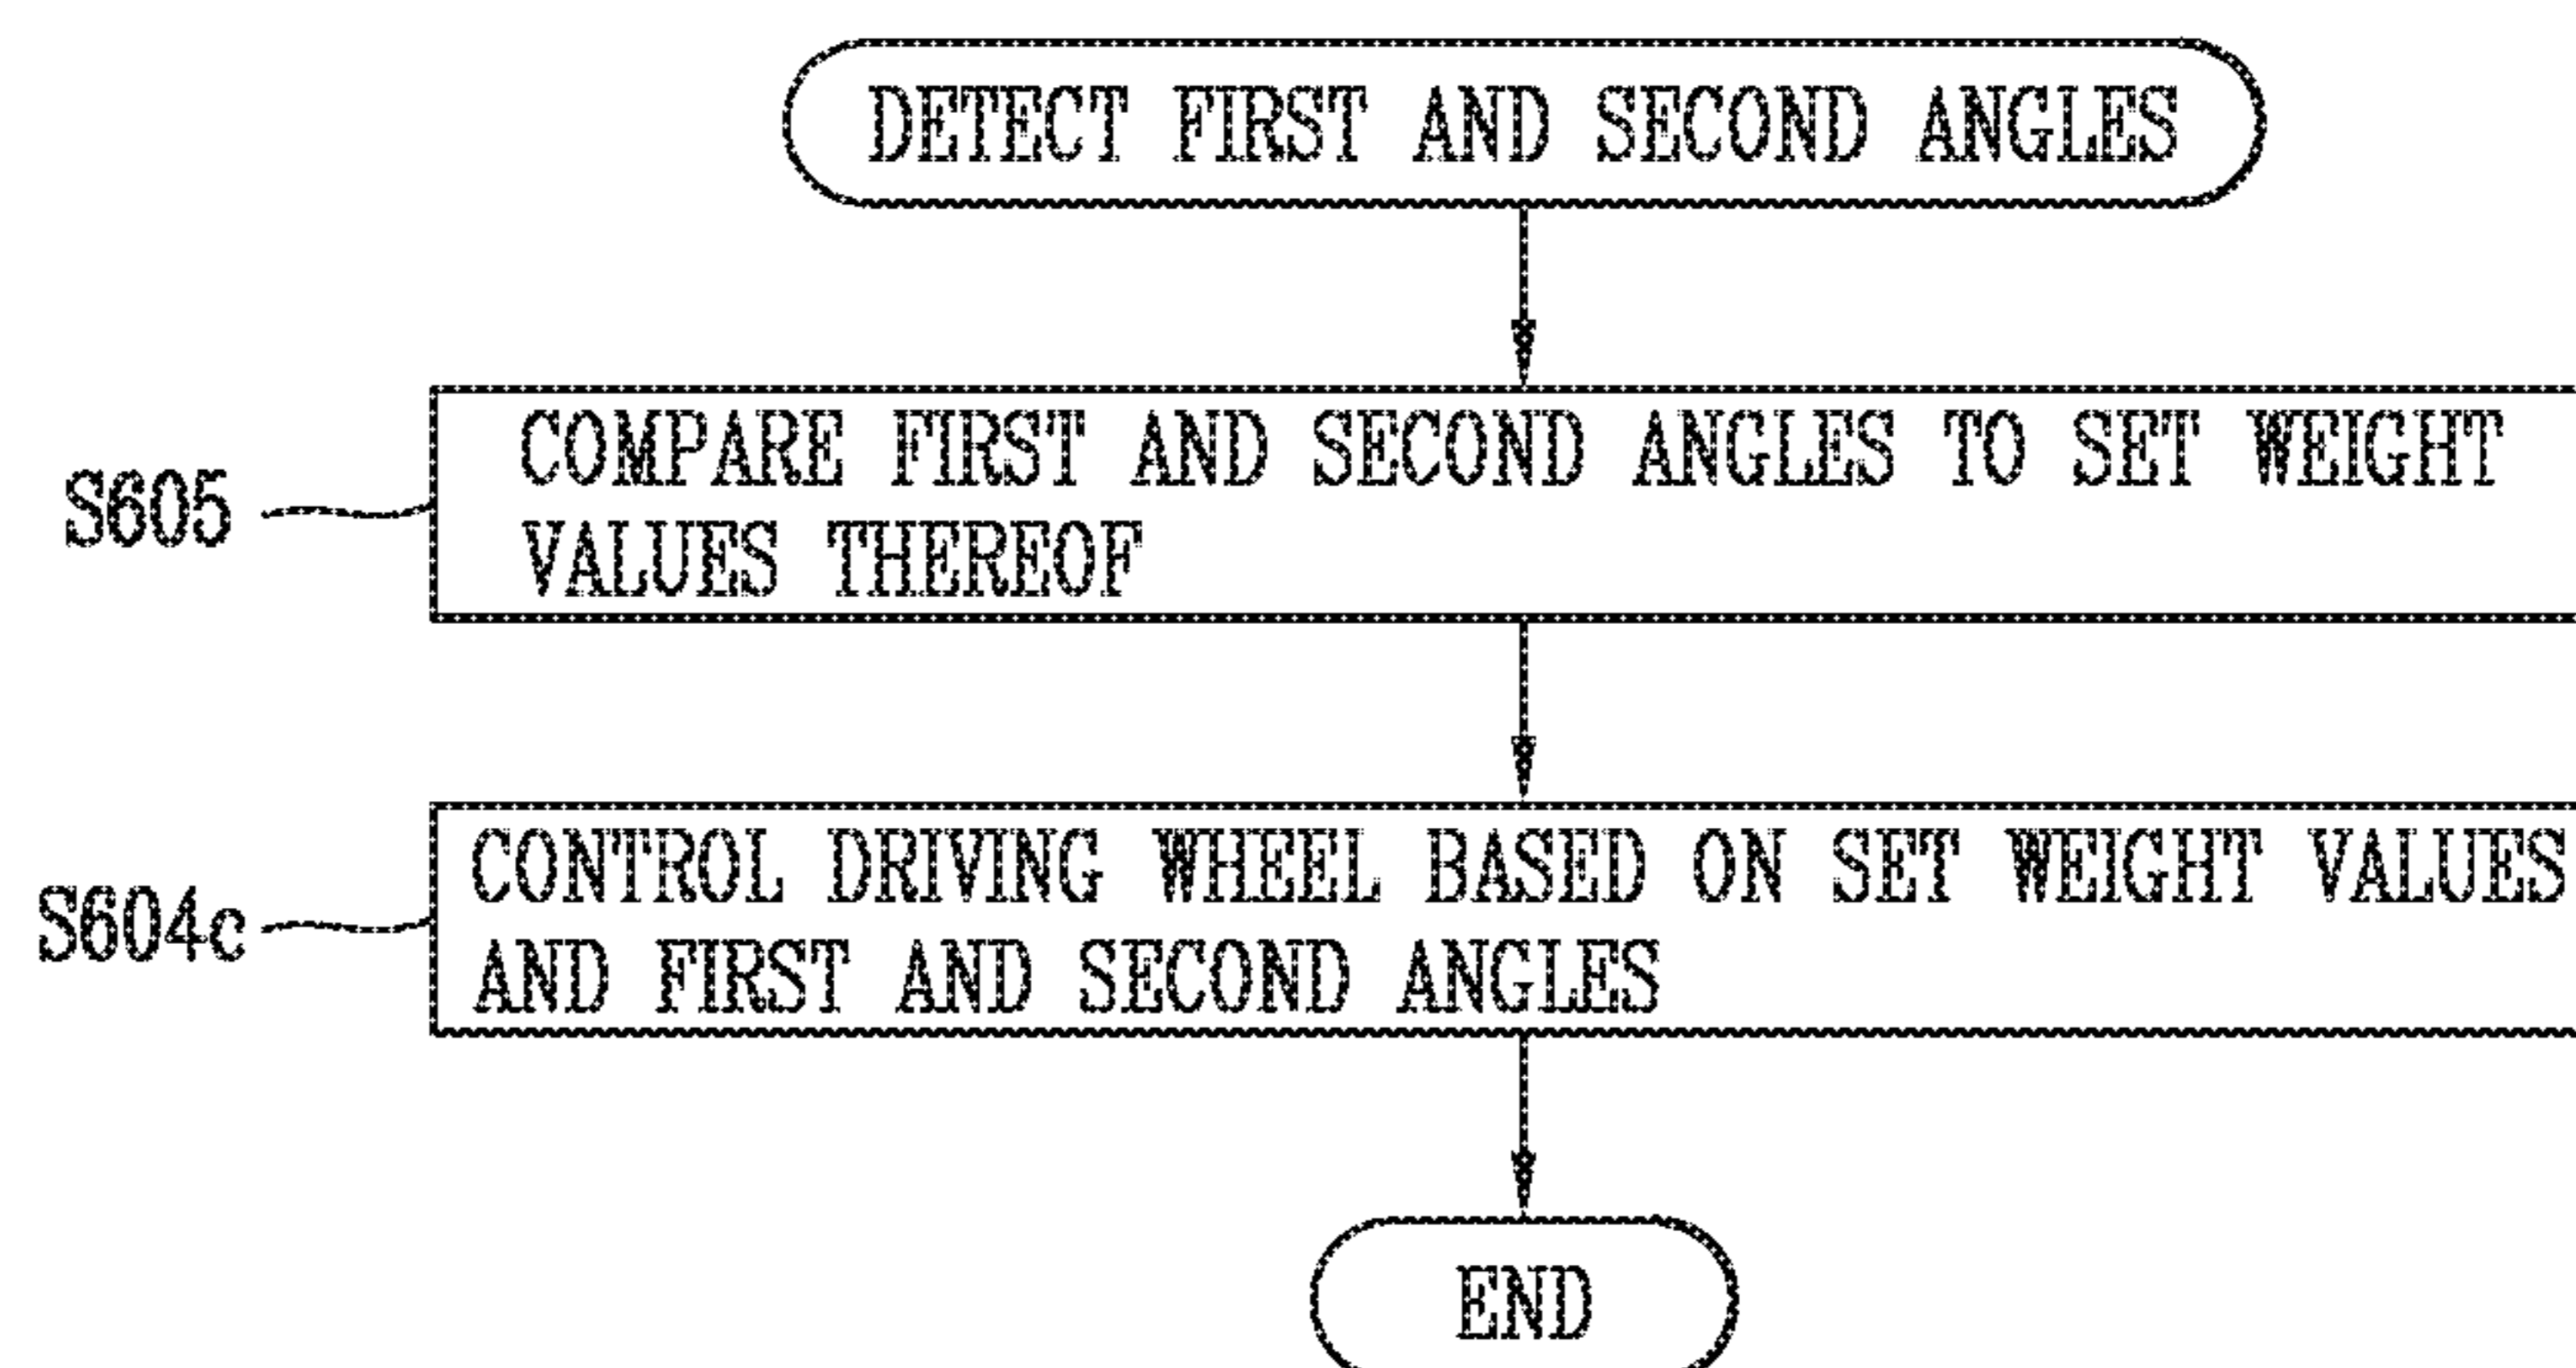 DETECT FIRST AND SECOND ANGLES
COMPARE FIRST AND SECOND ANGLES TO SET WEIGHT
S605
VALUES THEREOF
CONTROL DRIVING WHEEL BASED ON SET WEIGHT VALUES
S604c
AND FIRST AND SECOND ANGLES
END